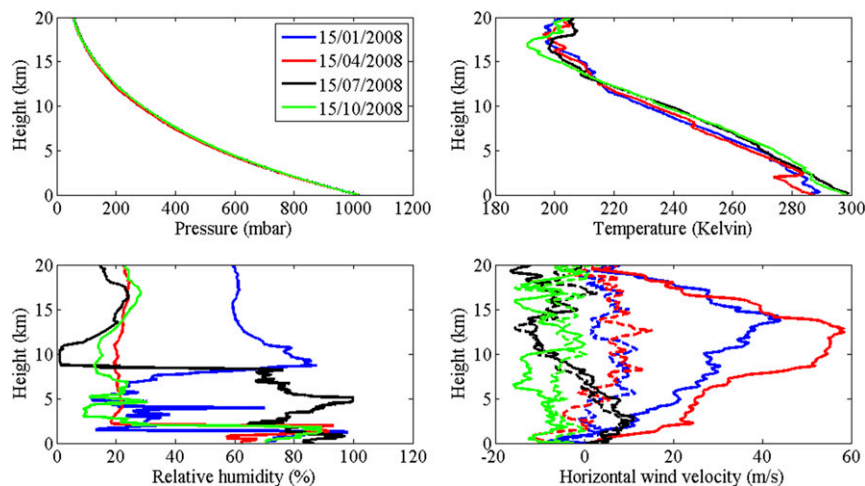 20
15
10
5
0
Height (km)
0 200 400 600 800 1000 1200
Pressure (mbar)
15/01/2008
15/04/2008
15/07/2008
15/10/2008
20
15
10
5
0
Height (km)
180 200 220 240 260 280 300
Temperature (Kelvin)
20
15
10
5
0
Height (km)
0 20 40 60 80 100 120
Relative humidity (%)
20
15
10
5
0
Height (km)
-20 0 20 40 60
Horizontal wind velocity (m/s)